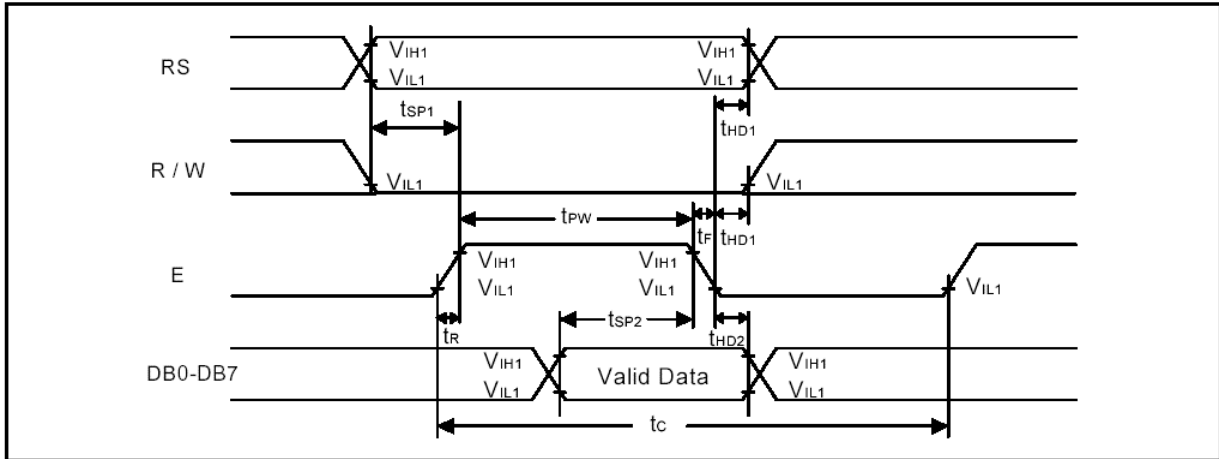 RS
VIH1
VIL1
VIH1
VIL1
tSP1
tHD1
R / W
VIL1
VIL1
tPW
tF
tHD1
E
VIH1
VIL1
VIH1
VIL1
VIL1
tR
tSP2
tHD2
DB0-DB7
VIH1
VIL1
Valid Data
VIH1
VIL1
tC